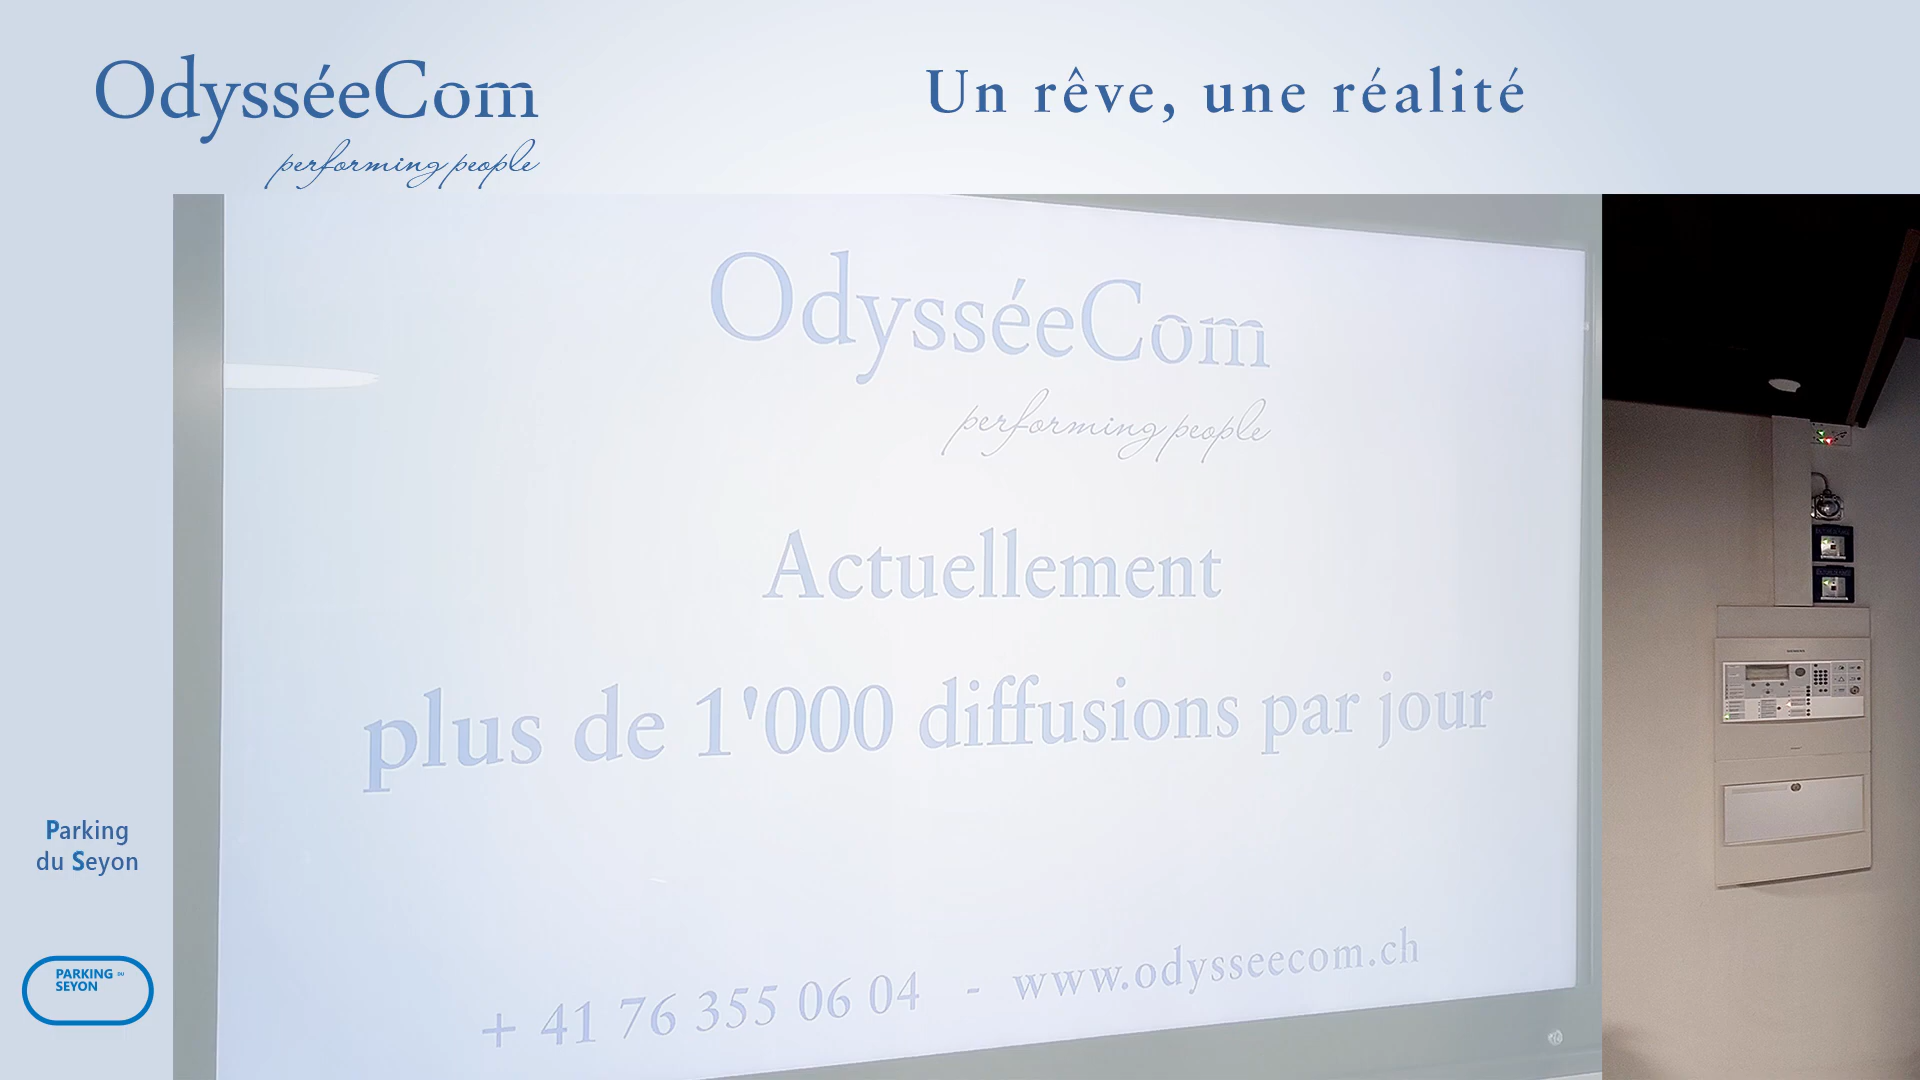 OdysséeCom
performing people
Un rêve, une réalité
OdysséeCom
performing people
Actuellement
plus de 1'000 diffusions par jour
+ 41 76 355 06 04 - www.odysseecom.ch
Parking
du Seyon
PARKING DU
SEYON